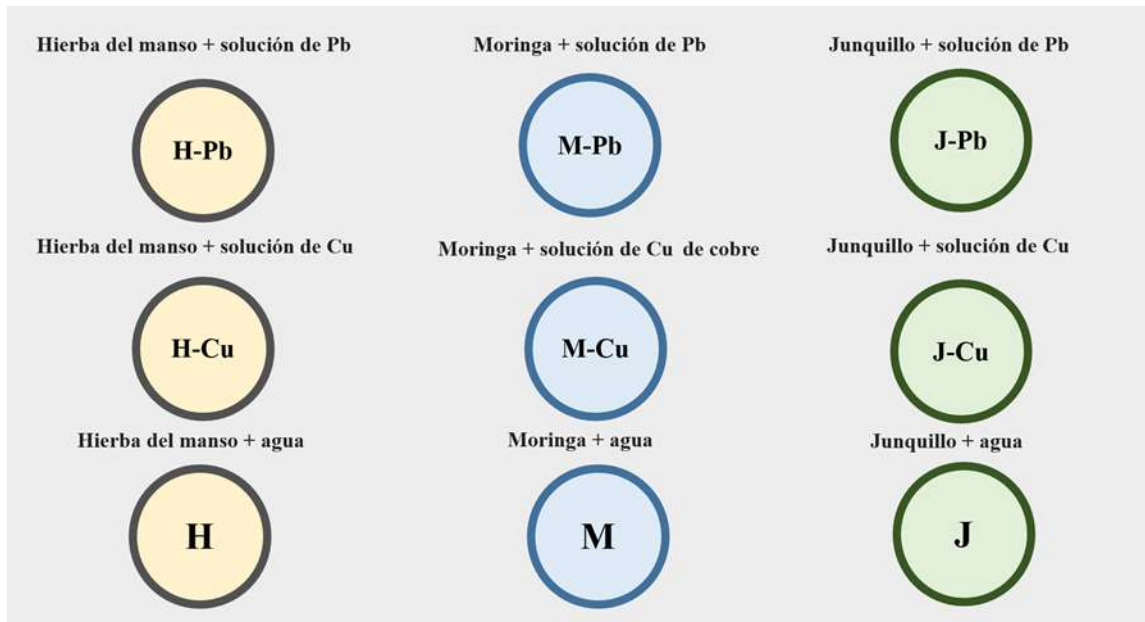 Hierba del manso + solución de Pb
Moringa + solución de Pb
Junquillo + solución de Pb
H-Pb
M-Pb
J-Pb
Hierba del manso + solución de Cu
Moringa + solución de Cu de cobre
Junquillo + solución de Cu
H-Cu
M-Cu
J-Cu
Hierba del manso + agua
Moringa + agua
Junquillo + agua
H
M
J